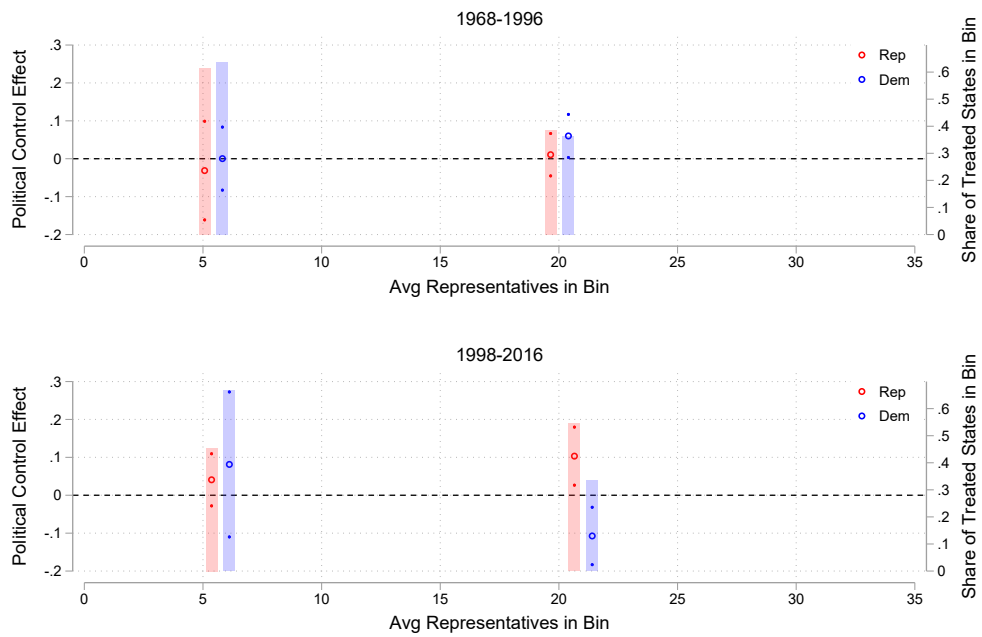 1968-1996
Political Control Effect
.3
.2
.1
0
-.1
-.2
Rep
Dem
.6
.5
.4
.3
.2
.1
0
Share of Treated States in Bin
0 5 10 15 20 25 30 35
Avg Representatives in Bin
1998-2016
Political Control Effect
.3
.2
.1
0
-.1
-.2
Rep
Dem
.6
.5
.4
.3
.2
.1
0
Share of Treated States in Bin
0 5 10 15 20 25 30 35
Avg Representatives in Bin